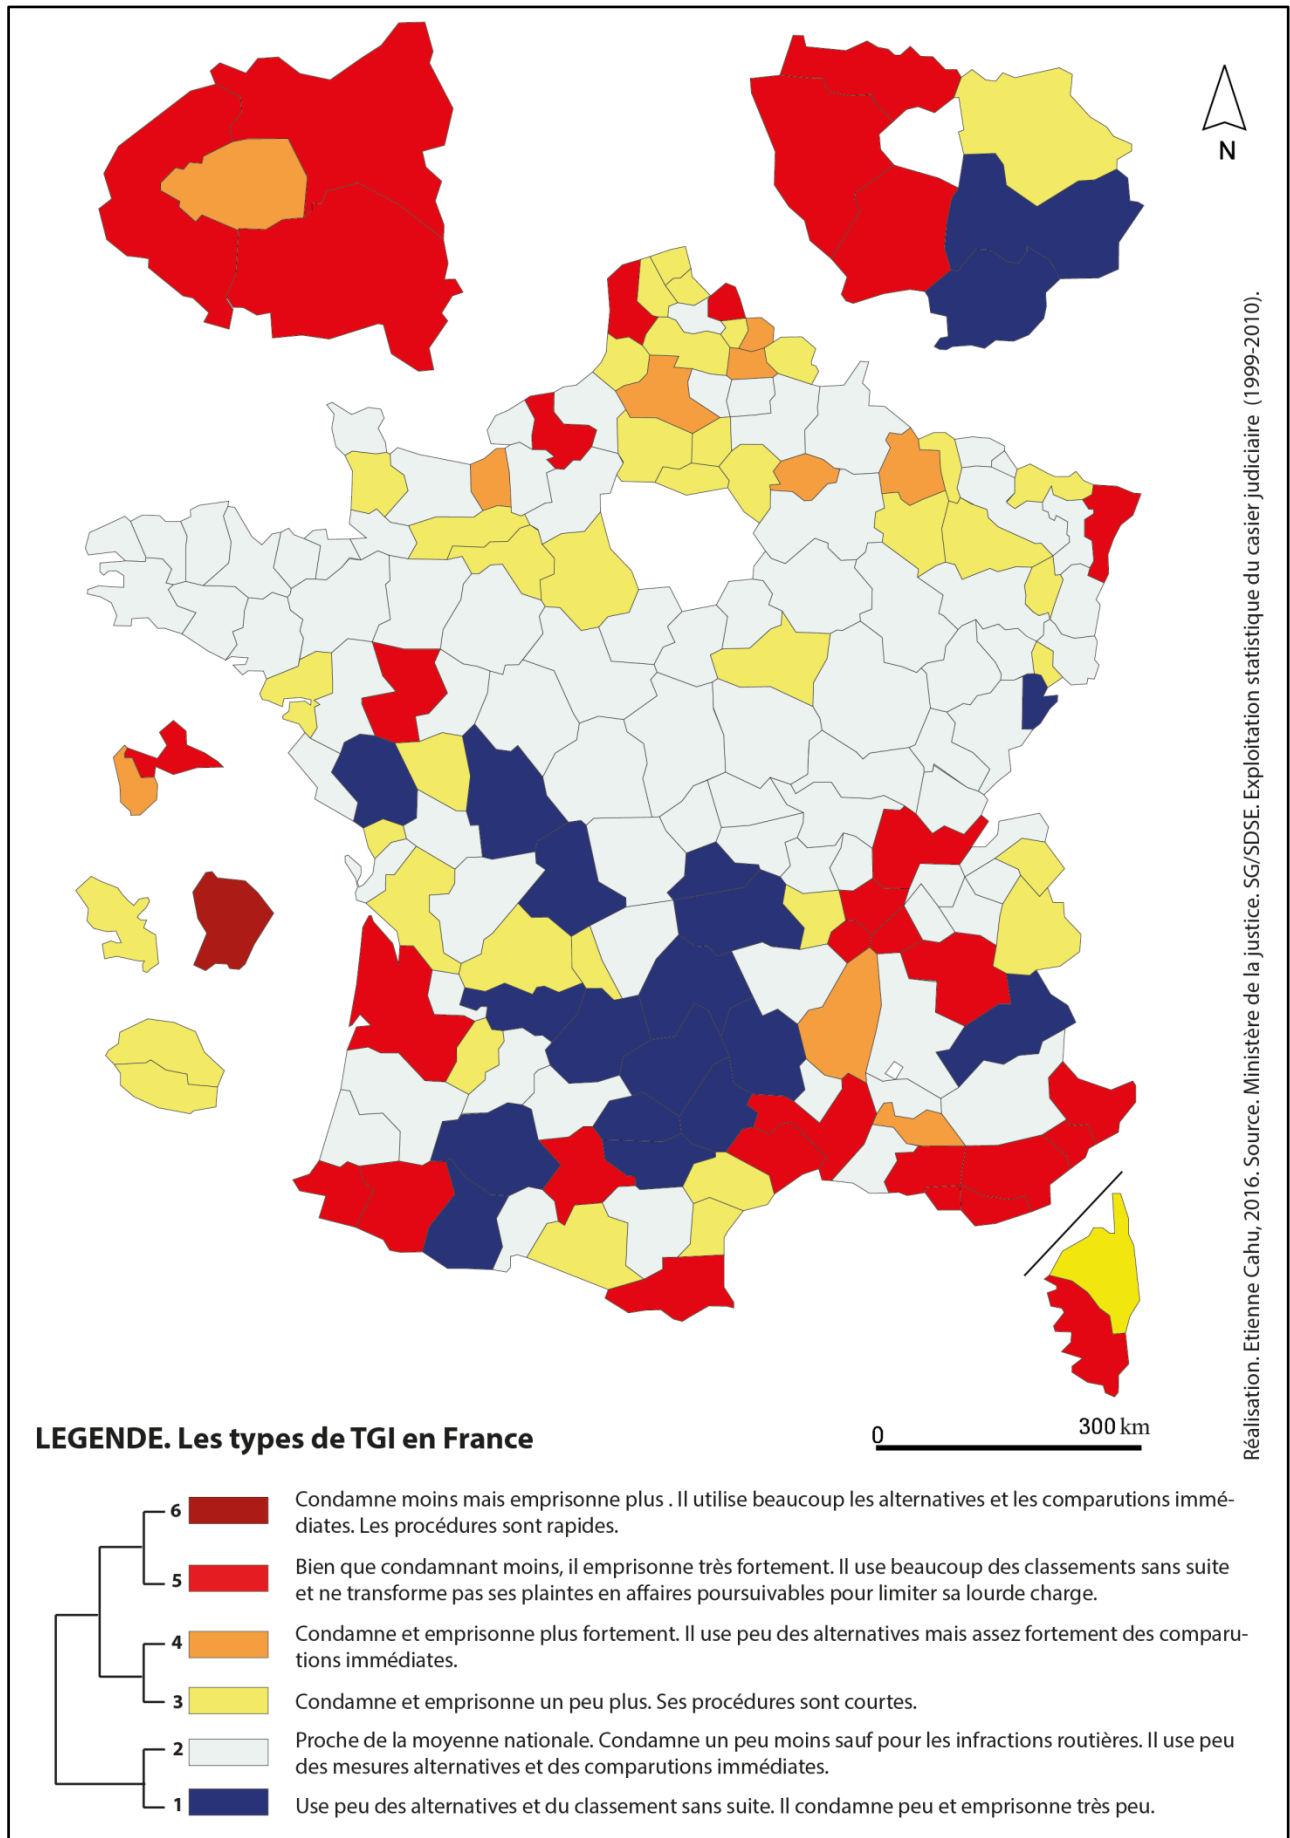 N
Réalisation. Etienne Cahu, 2016. Source. Ministère de la justice. SG/SDSE. Exploitation statistique du casier judiciaire (1999-2010).
LEGENDE. Les types de TGI en France
0
300 km
6
Condamne moins mais emprisonne plus . Il utilise beaucoup les alternatives et les comparutions immé-
diates. Les procédures sont rapides.
5
Bien que condamnant moins, il emprisonne très fortement. Il use beaucoup des classements sans suite
et ne transforme pas ses plaintes en affaires poursuivables pour limiter sa lourde charge.
4
Condamne et emprisonne plus fortement. Il use peu des alternatives mais assez fortement des comparu-
tions immédiates.
3
Condamne et emprisonne un peu plus. Ses procédures sont courtes.
2
Proche de la moyenne nationale. Condamne un peu moins sauf pour les infractions routières. Il use peu
des mesures alternatives et des comparutions immédiates.
1
Use peu des alternatives et du classement sans suite. Il condamne peu et emprisonne très peu.